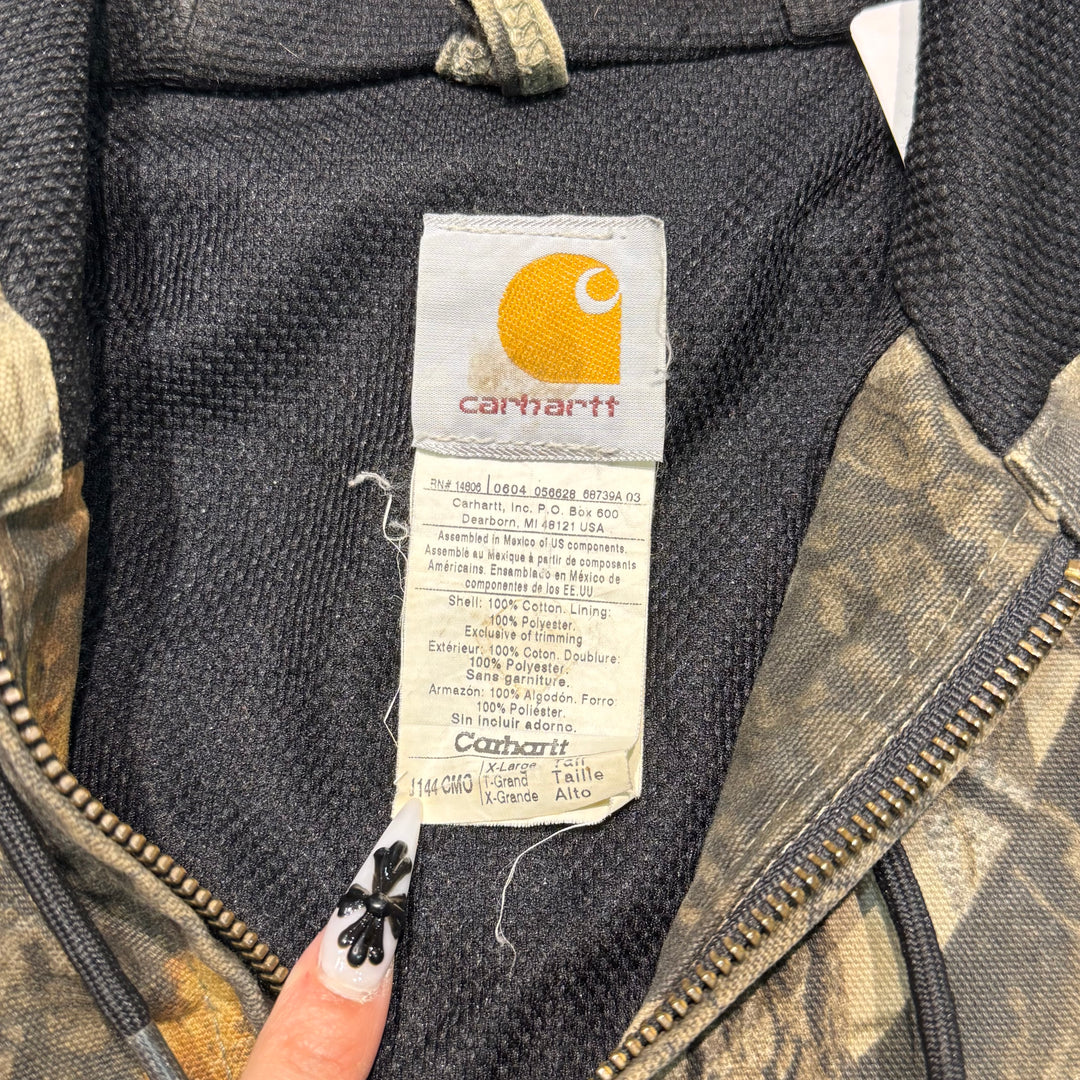 carhartt
RN# 14806 0604 056628 68739A 03
Carhartt, Inc. P.O. Box 600
Dearborn, MI 48121 USA
Assembled in Mexico of US components.
Assemblé au Mexique à partir de composants
Américains. Ensamblado en México de
componentes de los EE.UU
Shell: 100% Cotton. Lining:
100% Polyester.
Exclusive of trimming
Extérieur: 100% Coton. Doublure:
100% Polyester.
Sans garniture.
Armazón: 100% Algodón. Forro:
100% Poliéster.
Sin incluir adorno.
Carhartt
X-Large Tall
J144 CMO T-Grand Taille
X-Grande Alto